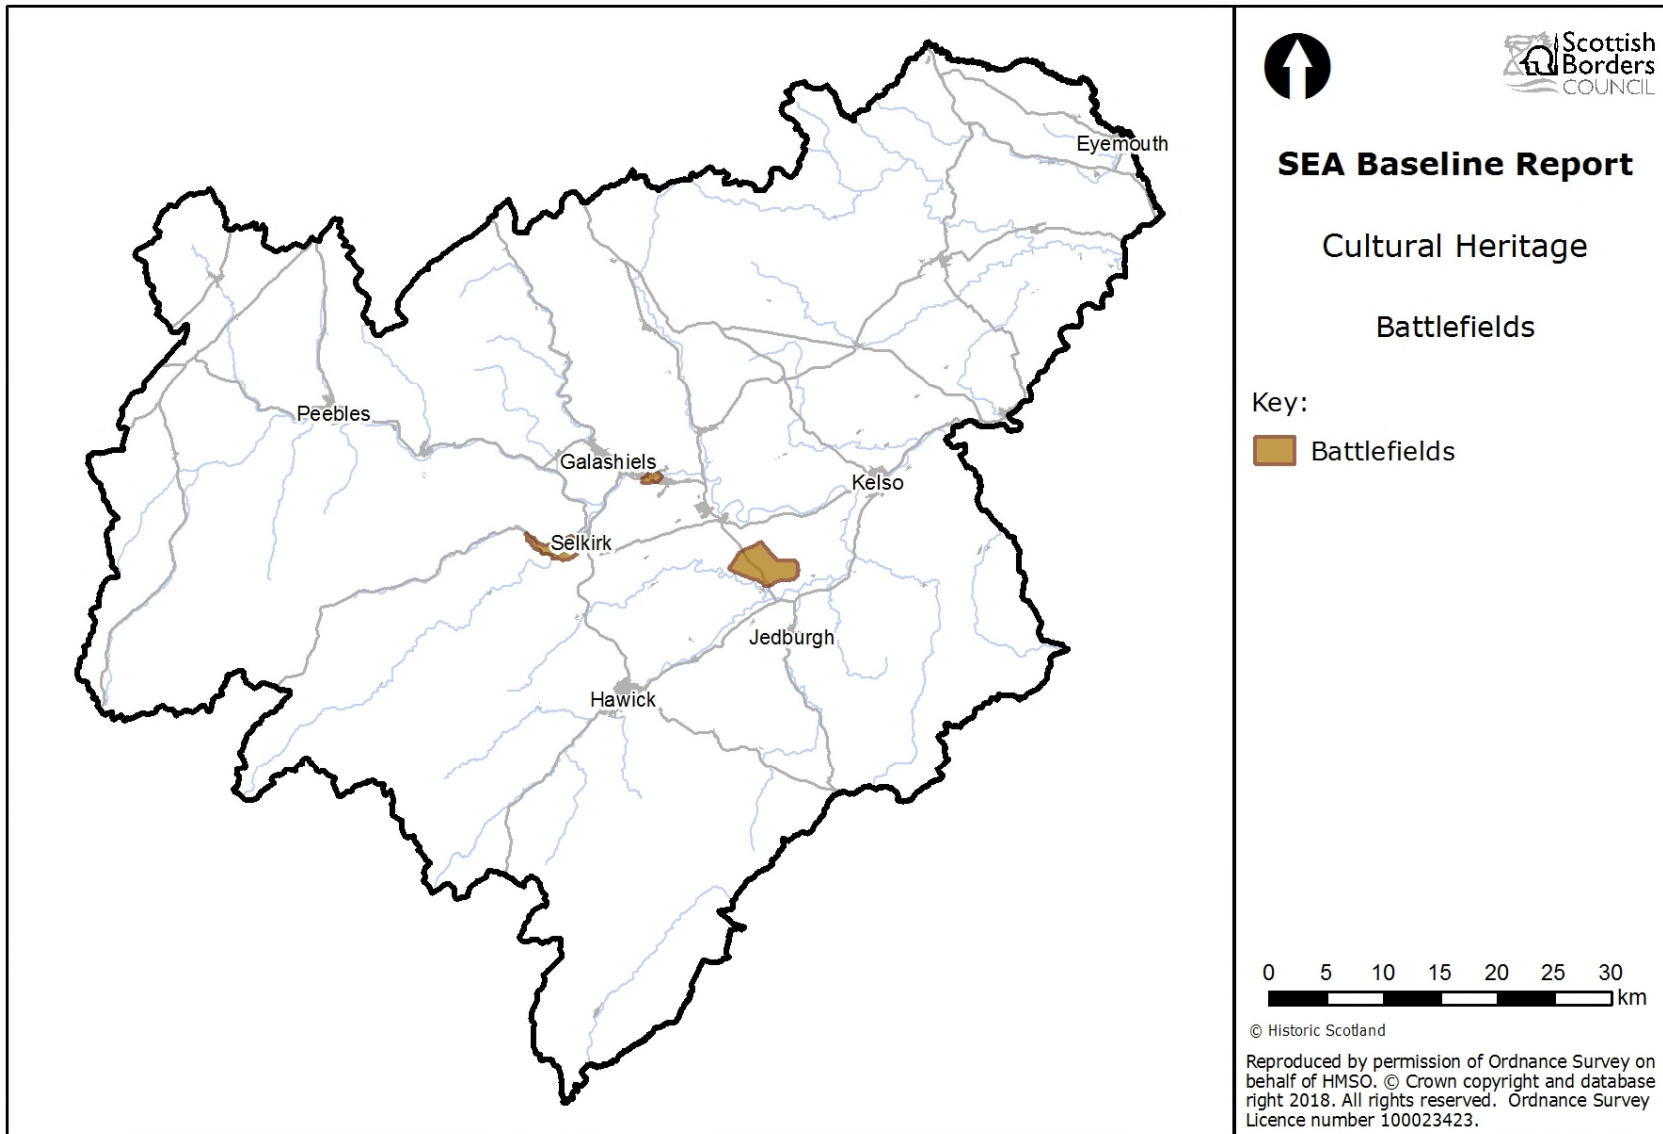 Eyemouth
Peebles
Galashiels
Kelso
Selkirk
Jedburgh
Hawick
Scottish
Borders
COUNCIL
SEA Baseline Report
Cultural Heritage
Battlefields
Key:
Battlefields
0 5 10 15 20 25 30
km
© Historic Scotland
Reproduced by permission of Ordnance Survey on
behalf of HMSO. © Crown copyright and database
right 2018. All rights reserved. Ordnance Survey
Licence number 100023423.